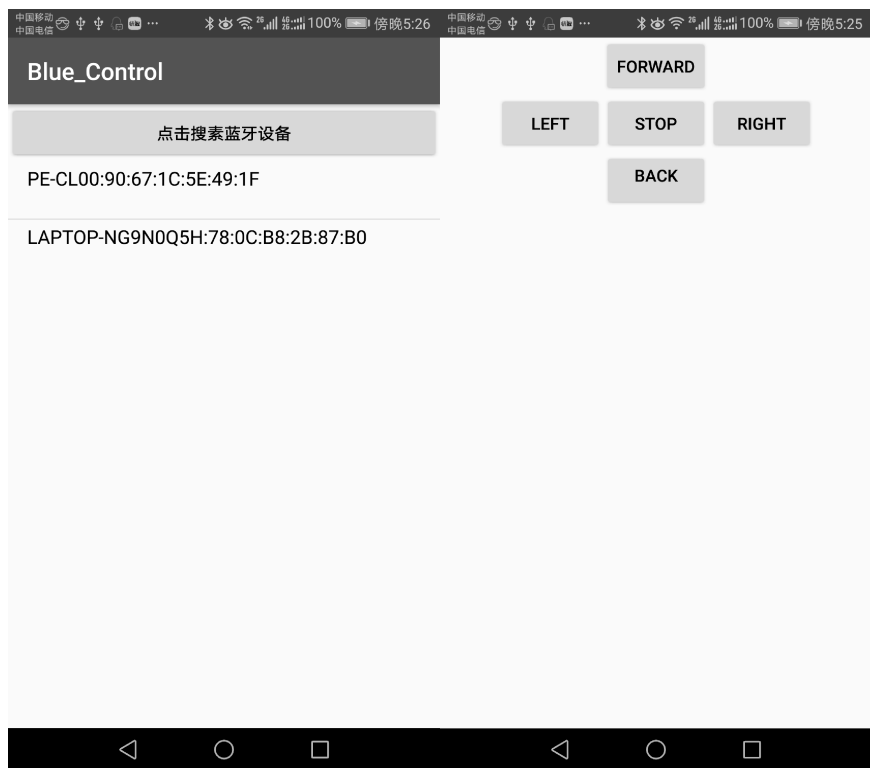 中国移动
中国电信
100%
傍晚5:26
Blue_Control
点击搜素蓝牙设备
PE-CL00:90:67:1C:5E:49:1F
LAPTOP-NG9N0Q5H:78:0C:B8:2B:87:B0
中国移动
中国电信
100%
傍晚5:25
FORWARD
LEFT
STOP
RIGHT
BACK